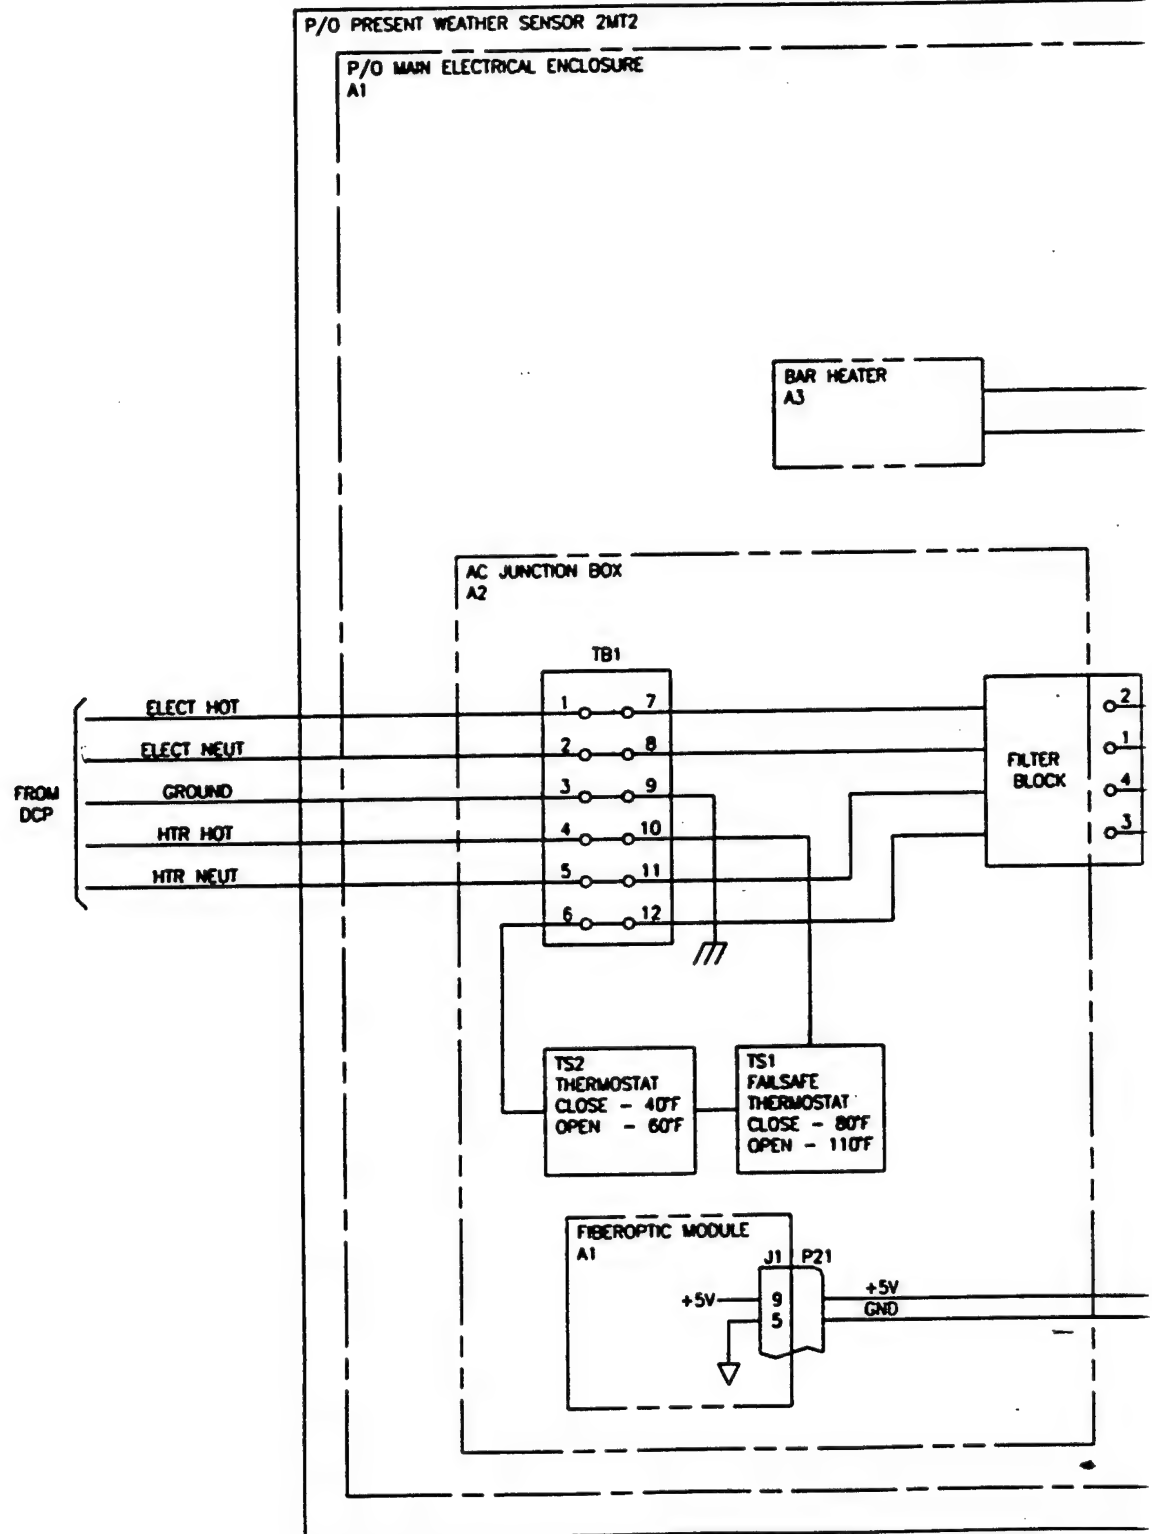 P/O PRESENT WEATHER SENSOR 2MT2
P/O MAIN ELECTRICAL ENCLOSURE
A1
BAR HEATER
A3
AC JUNCTION BOX
A2
TB1
ELECT HOT
1
7
2
ELECT NEUT
2
8
1
FROM
DCP
GROUND
3
9
FILTER
BLOCK
4
HTR HOT
4
10
3
HTR NEUT
5
11
6
12
TS2
THERMOSTAT
CLOSE - 40°F
OPEN - 60°F
TS1
FAILSAFE
THERMOSTAT
CLOSE - 80°F
OPEN - 110°F
FIBEROPTIC MODULE
A1
J1
P21
+5V
9
+5V
5
GND